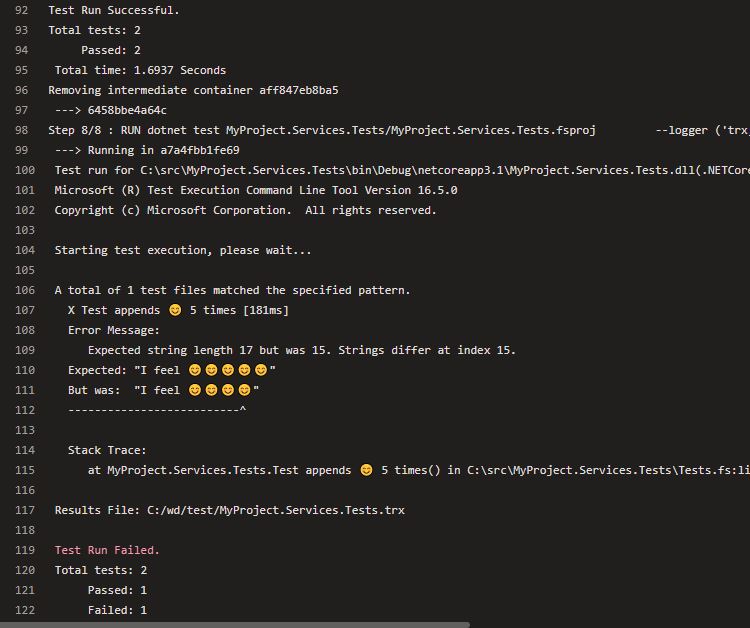 92 Test Run Successful.
93 Total tests: 2
94 Passed: 2
95 Total time: 1.6937 Seconds
96 Removing intermediate container aff847eb8ba5
97 ---> 6458bbe4a64c
98 Step 8/8 : RUN dotnet test MyProject.Services.Tests/MyProject.Services.Tests.fsproj --logger ('trx;
99 ---> Running in a7a4fbb1fe69
100 Test run for C:\src\MyProject.Services.Tests\bin\Debug\netcoreapp3.1\MyProject.Services.Tests.dll(.NETCore
101 Microsoft (R) Test Execution Command Line Tool Version 16.5.0
102 Copyright (c) Microsoft Corporation. All rights reserved.
103
104 Starting test execution, please wait...
105
106 A total of 1 test files matched the specified pattern.
107 X Test appends 😊 5 times [181ms]
108 Error Message:
109 Expected string length 17 but was 15. Strings differ at index 15.
110 Expected: "I feel 😊😊😊😊😊"
111 But was: "I feel 😊😊😊😊"
112 --------------------------^
113
114 Stack Trace:
115 at MyProject.Services.Tests.Test appends 😊 5 times() in C:\src\MyProject.Services.Tests\Tests.fs:li
116
117 Results File: C:/wd/test/MyProject.Services.Tests.trx
118
119 Test Run Failed.
120 Total tests: 2
121 Passed: 1
122 Failed: 1